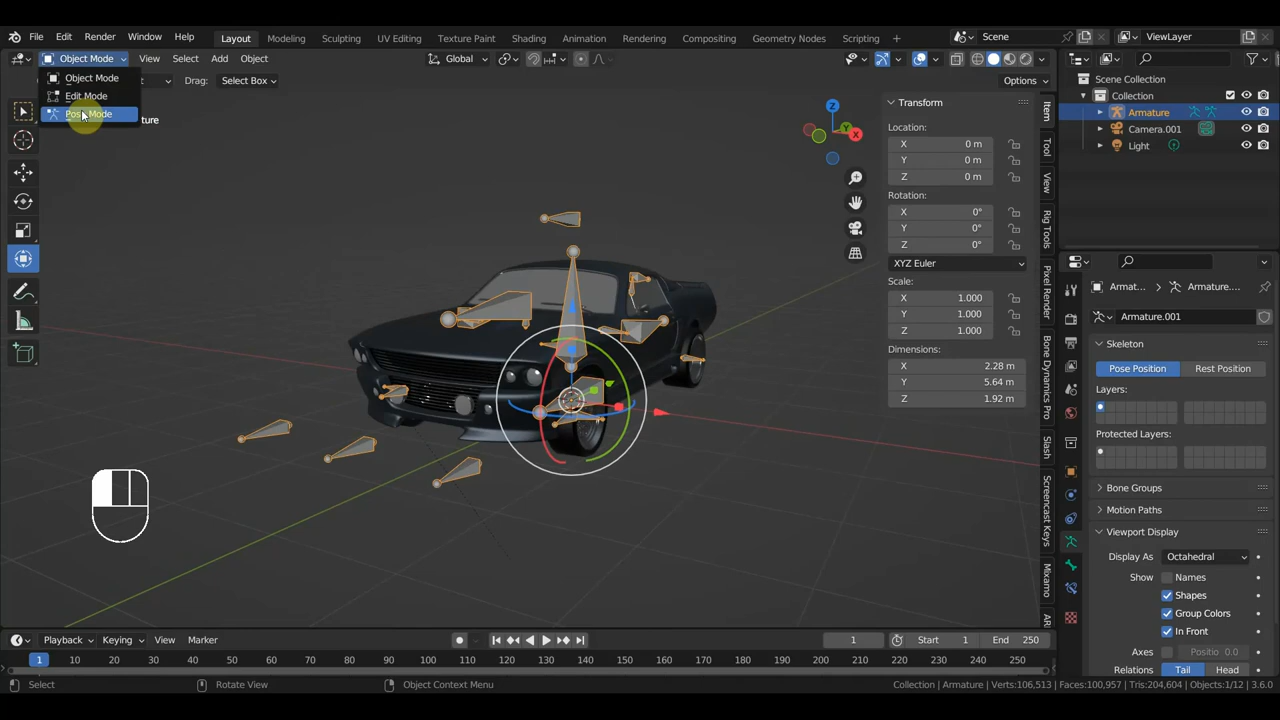 File Edit Render Window Help Layout Modeling Sculpting UV Editing Texture Paint Shading Animation Rendering Compositing Geometry Nodes Scripting + Scene ViewLayer
Object Mode View Select Add Object Global
Drag: Select Box Options
Object Mode
Edit Mode
Pose Mode
ture
Transform
Location:
X 0 m
Y 0 m
Z 0 m
Rotation:
X 0°
Y 0°
Z 0°
XYZ Euler
Scale:
X 1.000
Y 1.000
Z 1.000
Dimensions:
X 2.28 m
Y 5.64 m
Z 1.92 m
Z
Y
X
Item
Tool
View
Rig Tools
Pixel Render
Bone Dynamics Pro
Slash
Screencast Keys
Mixamo
Scene Collection
Collection
Armature
Camera.001
Light
Armat... Armature....
Armature.001
Skeleton
Pose Position Rest Position
Layers:
Protected Layers:
Bone Groups
Motion Paths
Viewport Display
Display As Octahedral
Show Names
Shapes
Group Colors
In Front
Axes Positio 0.0
Relations Tail Head
Playback Keying View Marker 1 Start 1 End 250
1 10 20 30 40 50 60 70 80 90 100 110 120 130 140 150 160 170 180 190 200 210 220 230 240 250
Select Rotate View Object Context Menu Collection | Armature | Verts:106,513 | Faces:100,957 | Tris:204,604 | Objects:1/12 | 3.6.0